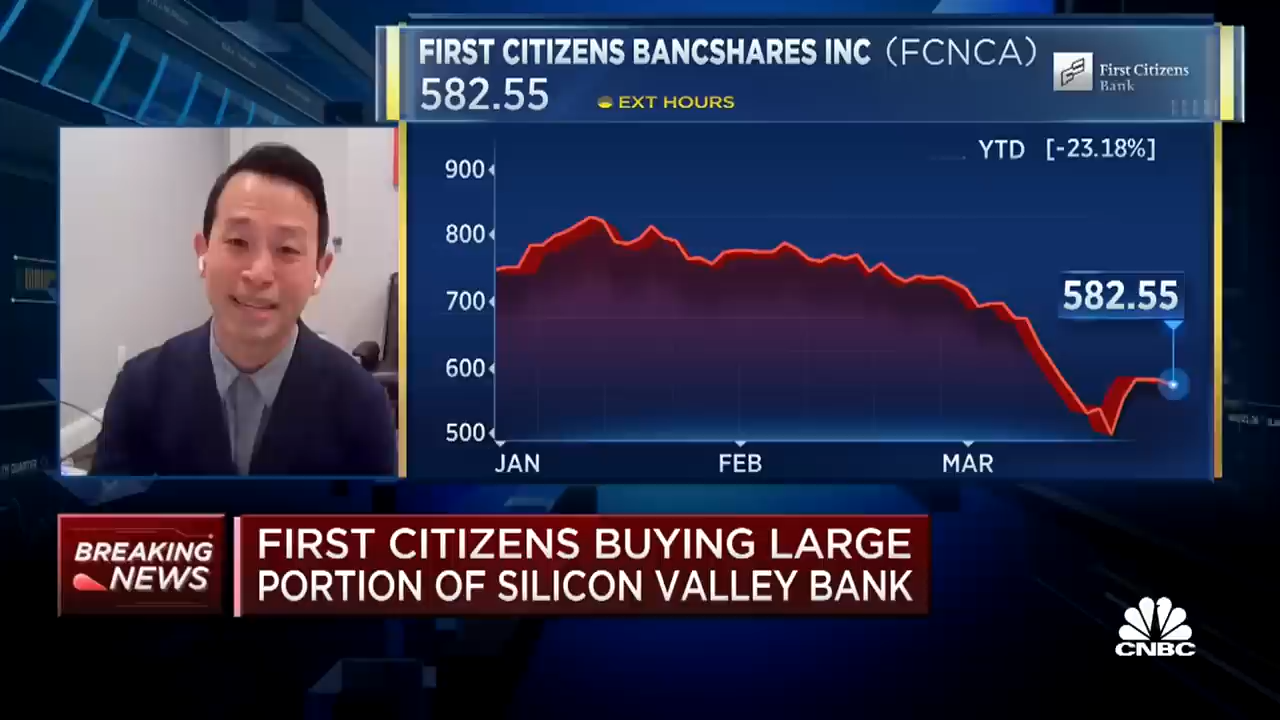 FIRST CITIZENS BANCSHARES INC (FCNCA)
582.55 EXT HOURS
First Citizens
Bank
YTD [-23.18%]
900
800
700
600
500
582.55
JAN FEB MAR
BREAKING
NEWS
FIRST CITIZENS BUYING LARGE
PORTION OF SILICON VALLEY BANK
CNBC